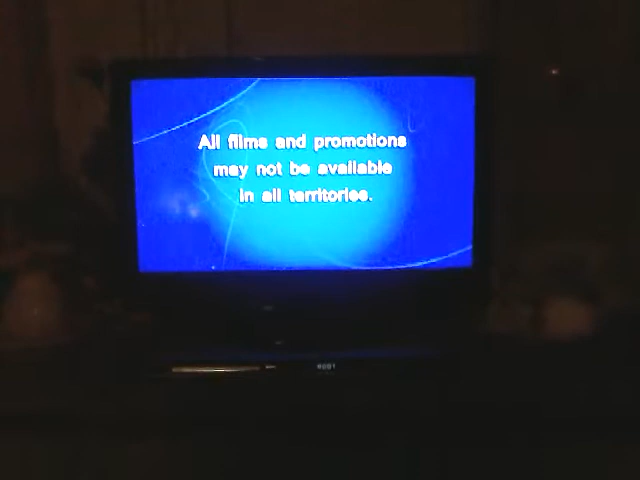 All films and promotions
may not be available
in all territories.